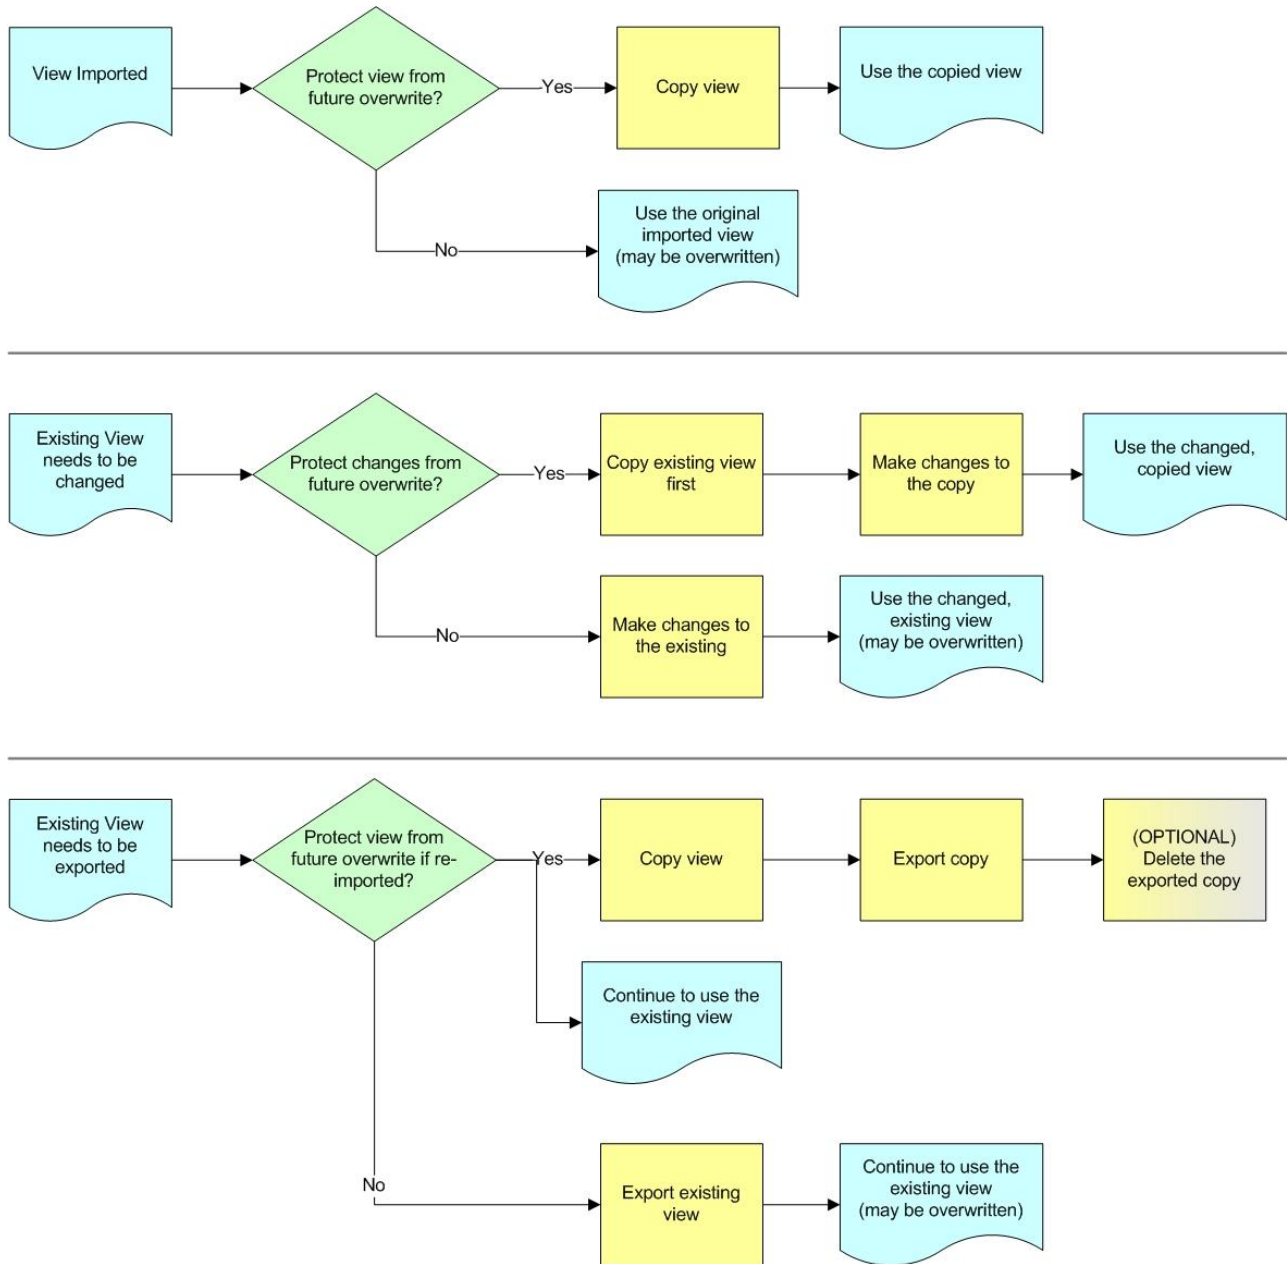 View Imported
Protect view from
future overwrite?
Yes
Copy view
Use the copied view
No
Use the original
imported view
(may be overwritten)
Existing View
needs to be
changed
Protect changes from
future overwrite?
Yes
Copy existing view
first
Make changes to
the copy
Use the changed,
copied view
No
Make changes to
the existing
Use the changed,
existing view
(may be overwritten)
Existing View
needs to be
exported
Protect view from
future overwrite if re-
imported?
Yes
Copy view
Export copy
(OPTIONAL)
Delete the
exported copy
Continue to use the
existing view
No
Export existing
view
Continue to use the
existing view
(may be overwritten)